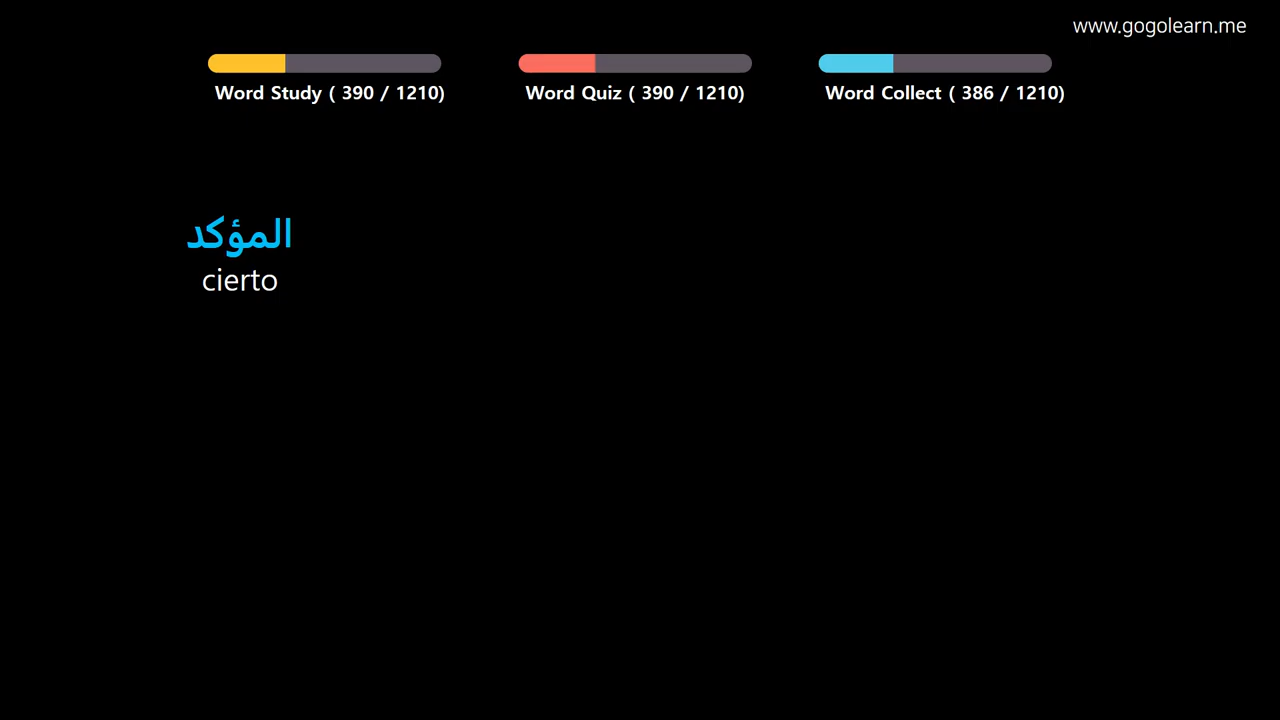 www.gogolearn.me
Word Study ( 390 / 1210)
Word Quiz ( 390 / 1210)
Word Collect ( 386 / 1210)
المؤكد
cierto